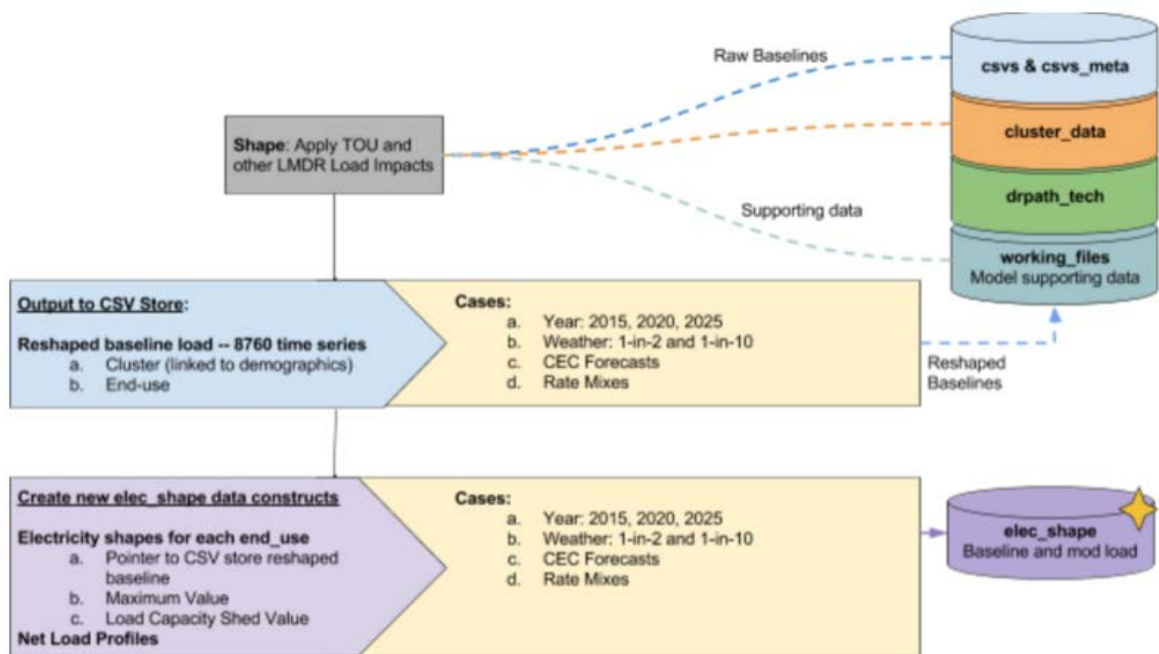 Raw Baselines
csvs & csvs_meta
cluster_data
drpath_tech
working_files
Model supporting data
Shape: Apply TOU and
other LMDR Load Impacts
Supporting data
Output to CSV Store:
Reshaped baseline load -- 8760 time series
a. Cluster (linked to demographics)
b. End-use
Cases:
a. Year: 2015, 2020, 2025
b. Weather: 1-in-2 and 1-in-10
c. CEC Forecasts
d. Rate Mixes
Reshaped
Baselines
Create new elec_shape data constructs
Electricity shapes for each end_use
a. Pointer to CSV store reshaped
baseline
b. Maximum Value
c. Load Capacity Shed Value
Net Load Profiles
Cases:
a. Year: 2015, 2020, 2025
b. Weather: 1-in-2 and 1-in-10
c. CEC Forecasts
d. Rate Mixes
elec_shape
Baseline and mod load